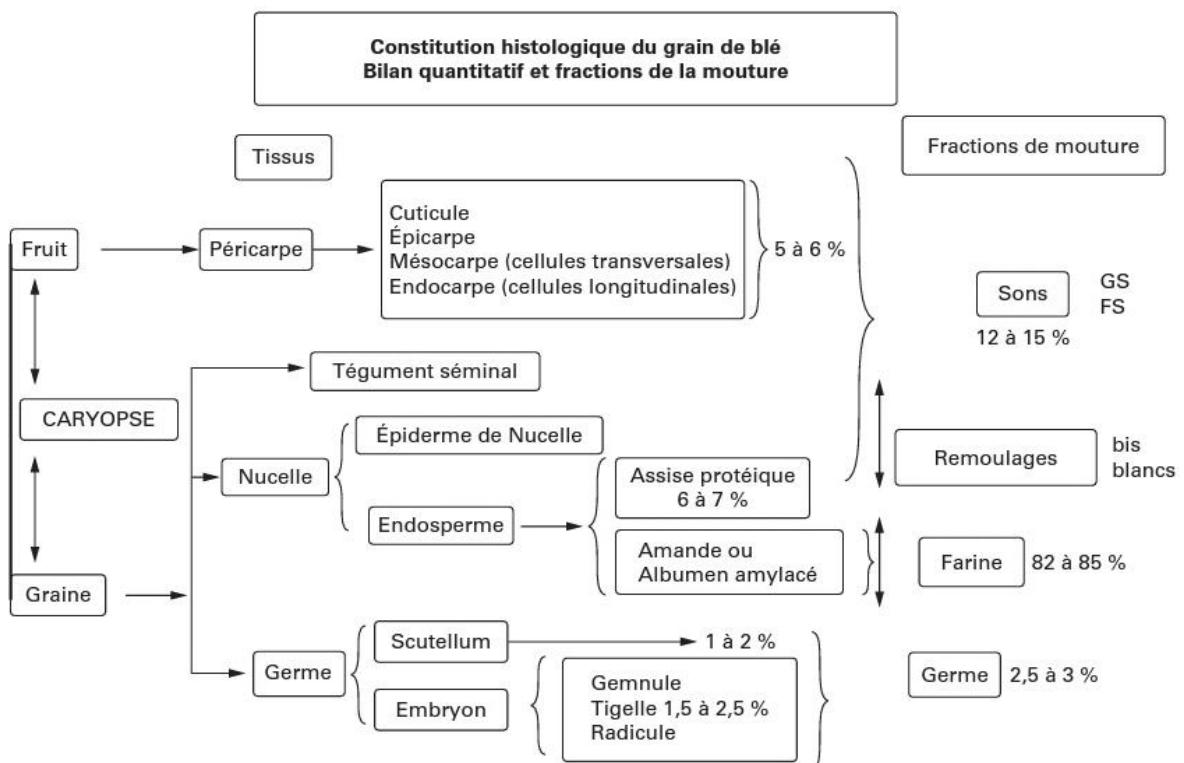 Constitution histologique du grain de blé
Bilan quantitatif et fractions de la mouture
Tissus
Fractions de mouture
Fruit
Péricarpe
Cuticule
Épicarpe
Mésocarpe (cellules transversales)
Endocarpe (cellules longitudinales)
5 à 6 %
Sons
GS
FS
12 à 15 %
Tégument séminal
CARYOPSE
Épiderme de Nucelle
Nucelle
Endosperme
Assise protéique
6 à 7 %
Remoulages
bis
blancs
Amande ou
Albumen amylacé
Farine
82 à 85 %
Graine
Scutellum
1 à 2 %
Germe
Embryon
Gemnule
Tigelle 1,5 à 2,5 %
Radicule
Germe
2,5 à 3 %